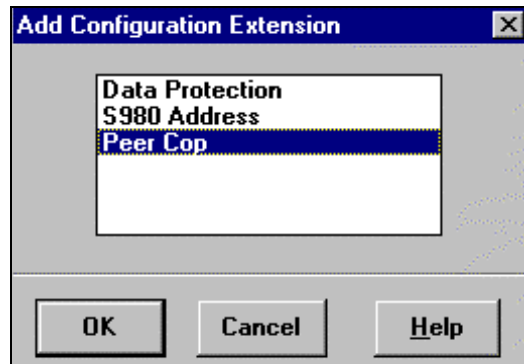 Add Configuration Extension
Data Protection
S980 Address
Peer Cop
OK Cancel Help